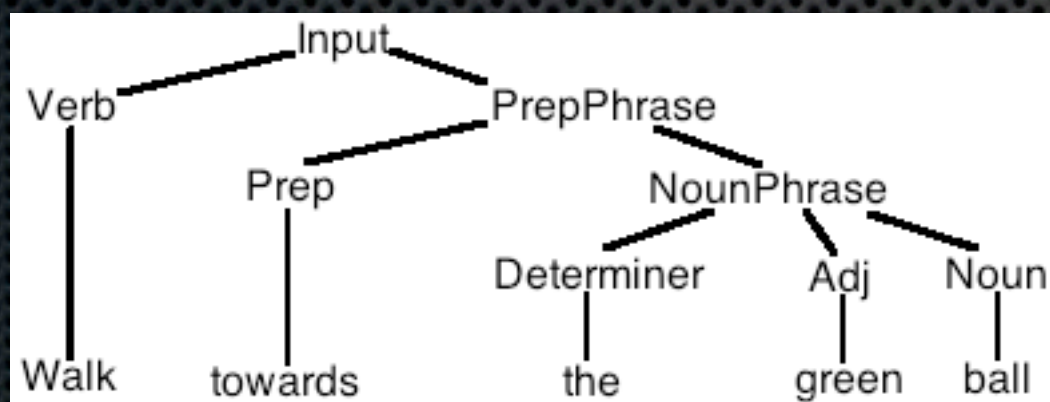 Input
Verb PrepPhrase
Prep NounPhrase
Determiner Adj Noun
Walk towards the green ball